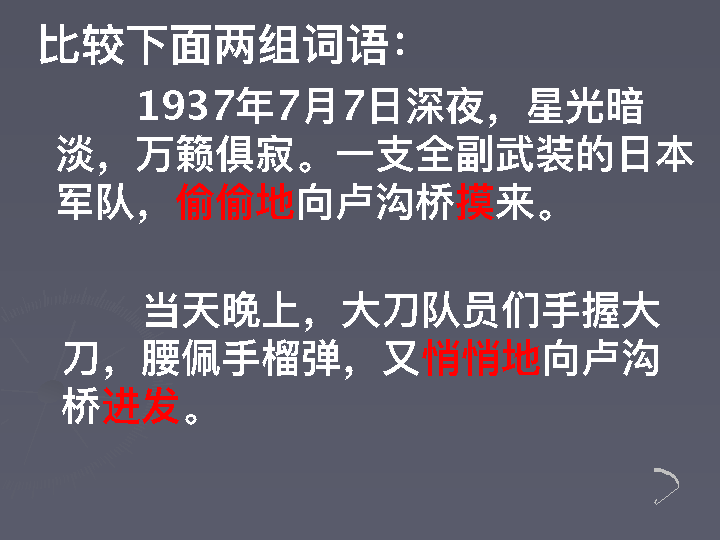 比较下面两组词语：
1937年7月7日深夜，星光暗
淡，万籁俱寂。一支全副武装的日本
军队，偷偷地向卢沟桥摸来。
当天晚上，大刀队员们手握大
刀，腰佩手榴弹，又悄悄地向卢沟
桥进发。